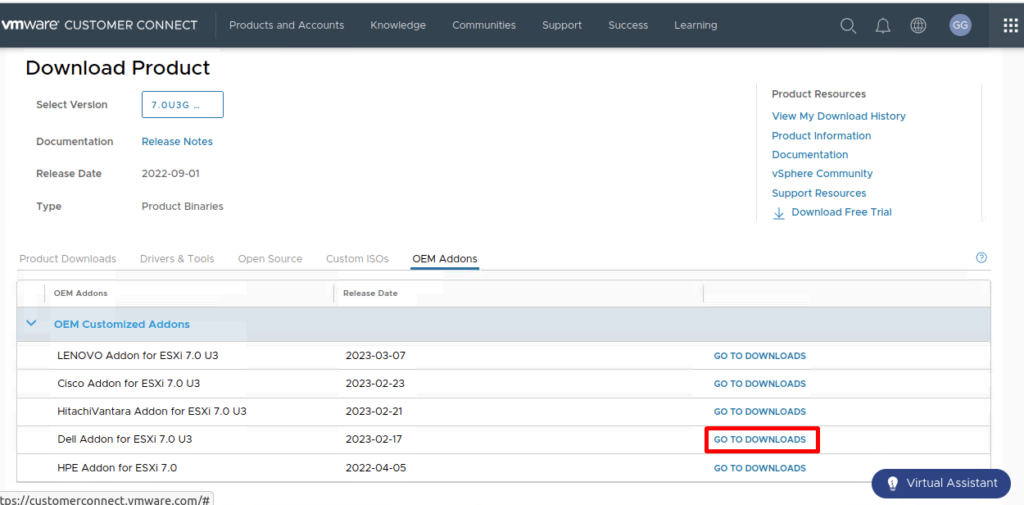 vmware® CUSTOMER CONNECT Products and Accounts Knowledge Communities Support Success Learning GG
Download Product
Select Version 7.0U3G ...
Documentation Release Notes
Release Date 2022-09-01
Type Product Binaries
Product Resources
View My Download History
Product Information
Documentation
vSphere Community
Support Resources
Download Free Trial
Product Downloads Drivers & Tools Open Source Custom ISOs OEM Addons
OEM Addons Release Date
OEM Customized Addons
LENOVO Addon for ESXi 7.0 U3 2023-03-07 GO TO DOWNLOADS
Cisco Addon for ESXi 7.0 U3 2023-02-23 GO TO DOWNLOADS
HitachiVantara Addon for ESXi 7.0 U3 2023-02-21 GO TO DOWNLOADS
Dell Addon for ESXi 7.0 U3 2023-02-17 GO TO DOWNLOADS
HPE Addon for ESXi 7.0 2022-04-05 GO TO DOWNLOADS
Virtual Assistant
tps://customerconnect.vmware.com/#